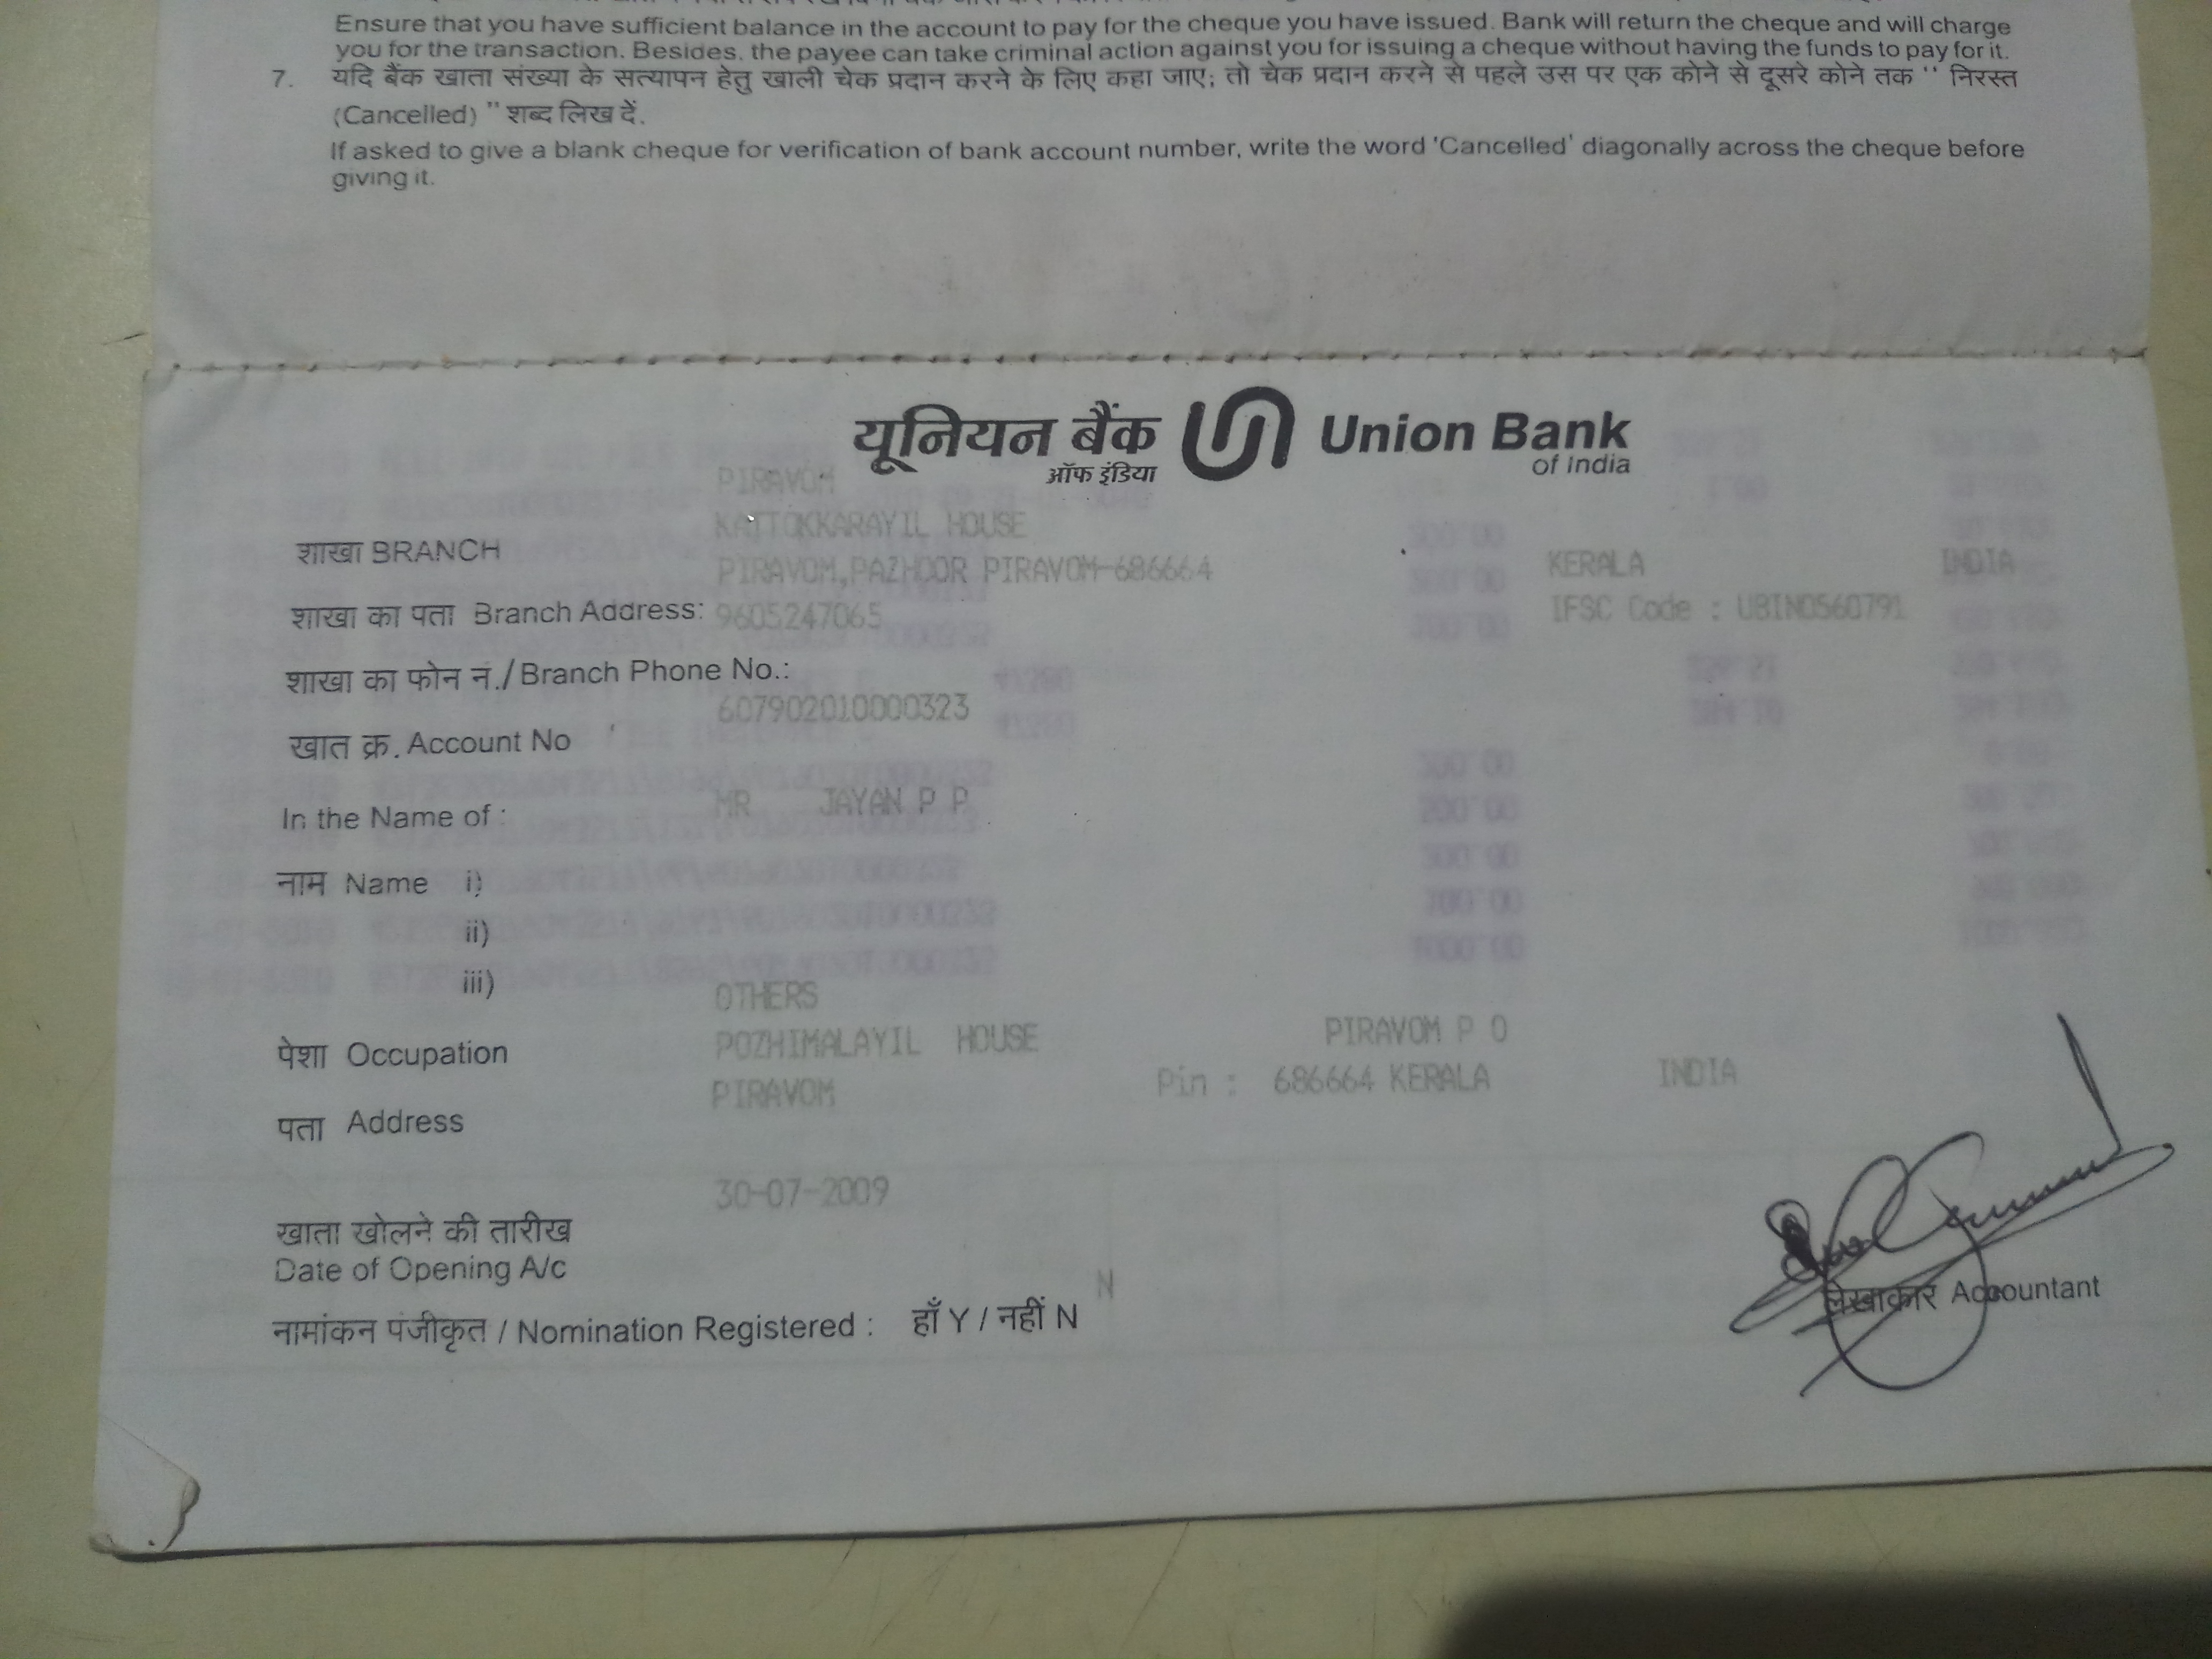 Ensure that you have sufficient balance in the account to pay for the cheque you have issued. Bank will return the cheque and will charge
you for the transaction. Besides, the payee can take criminal action against you for issuing a cheque without having the funds to pay for it.
7. यदि बैंक खाता संख्या के सत्यापन हेतु खाली चेक प्रदान करने के लिए कहा जाए; तो चेक प्रदान करने से पहले उस पर एक कोने से दूसरे कोने तक '' निरस्त
(Cancelled) '' शब्द लिख दें.
If asked to give a blank cheque for verification of bank account number, write the word 'Cancelled' diagonally across the cheque before
giving it.
यूनियन बैंक Union Bank
ऑफ इंडिया of India
PIRAVOM
शाखा BRANCH KATTIKKARAYIL HOUSE
PIRAVOM,PAZHOOR PIRAVOM-686664 KERALA INDIA
शाखा का पता Branch Address: 9605247065 IFSC Code : UBIN0560791
शाखा का फोन नं./ Branch Phone No.:
खात क्र. Account No 607902010000323
In the Name of : MR JAYAN P P
नाम Name i)
ii)
iii)
OTHERS
पेशा Occupation POZHIMALAYIL HOUSE PIRAVOM P O
पता Address PIRAVOM Pin : 686664 KERALA INDIA
खाता खोलने की तारीख 30-07-2009
Date of Opening A/c
N
नामांकन पंजीकृत / Nomination Registered : हाँ Y / नहीं N
लेखाकार Accountant